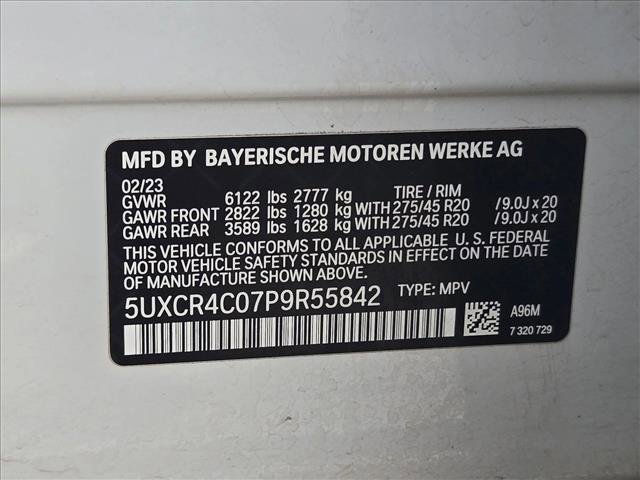 MFD BY BAYERISCHE MOTOREN WERKE AG
02/23
GVWR 6122 lbs 2777 kg TIRE / RIM
GAWR FRONT 2822 lbs 1280 kg WITH 275/45 R20 /9.0J x 20
GAWR REAR 3589 lbs 1628 kg WITH 275/45 R20 /9.0J x 20
THIS VEHICLE CONFORMS TO ALL APPLICABLE U. S. FEDERAL
MOTOR VEHICLE SAFETY STANDARDS IN EFFECT ON THE DATE
OF MANUFACTURE SHOWN ABOVE.
5UXCR4C07P9R55842 TYPE: MPV
A96M
7 320 729